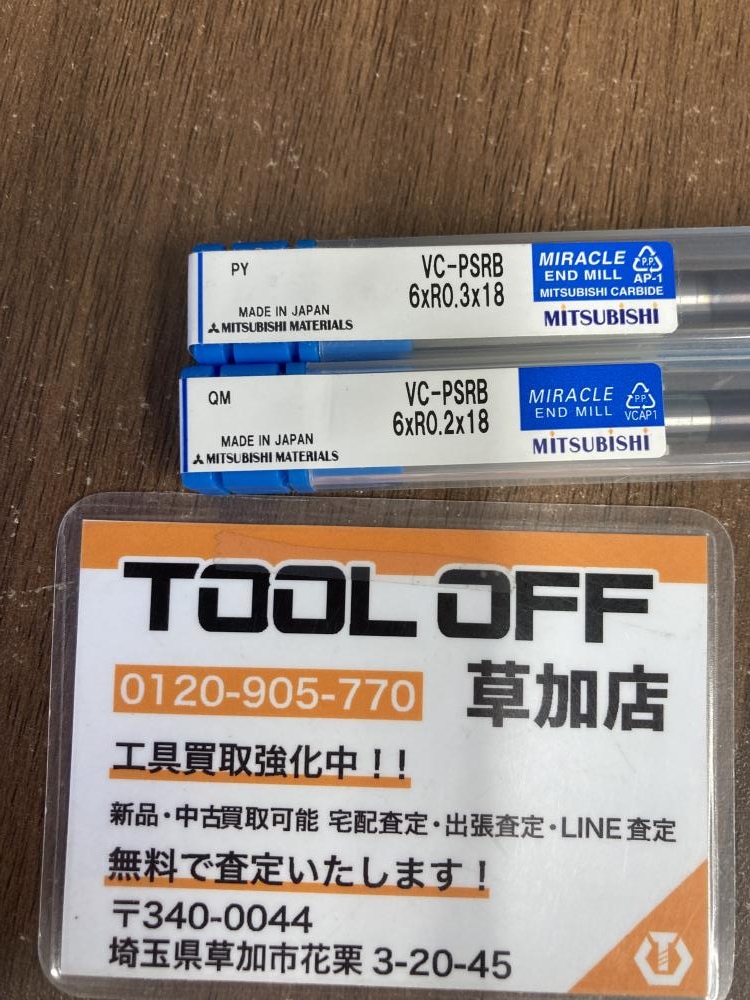 PY
VC-PSRB
6xR0.3x18
MADE IN JAPAN
MITSUBISHI MATERIALS
MIRACLE
END MILL
P.P.
AP-1
MITSUBISHI CARBIDE
MITSUBISHI
QM
VC-PSRB
6xR0.2x18
MADE IN JAPAN
MITSUBISHI MATERIALS
MIRACLE
END MILL
P.P.
VCAP1
MITSUBISHI
TOOL OFF
0120-905-770 草加店
工具買取強化中!!
新品・中古買取可能 宅配査定・出張査定・LINE査定
無料で査定いたします!
〒340-0044
埼玉県草加市花栗 3-20-45